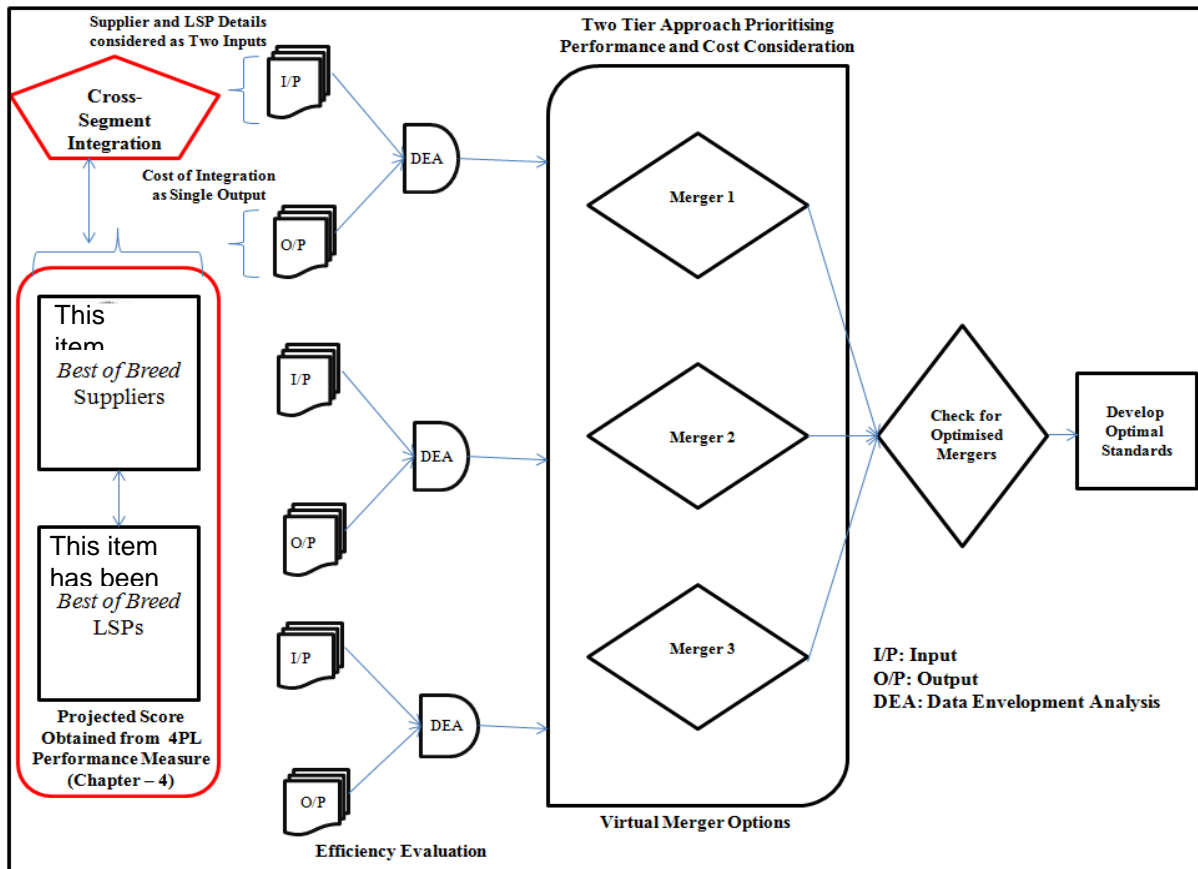 Supplier and LSP Details
considered as Two Inputs
Cross-
Segment
Integration
I/P
DEA
Cost of Integration
as Single Output
O/P
This
item
Best of Breed
Suppliers
This item
has been
Best of Breed
LSPs
Projected Score
Obtained from 4PL
Performance Measure
(Chapter – 4)
I/P
DEA
O/P
I/P
DEA
O/P
Efficiency Evaluation
Two Tier Approach Prioritising
Performance and Cost Consideration
Merger 1
Merger 2
Merger 3
Virtual Merger Options
Check for
Optimised
Mergers
Develop
Optimal
Standards
I/P: Input
O/P: Output
DEA: Data Envelopment Analysis